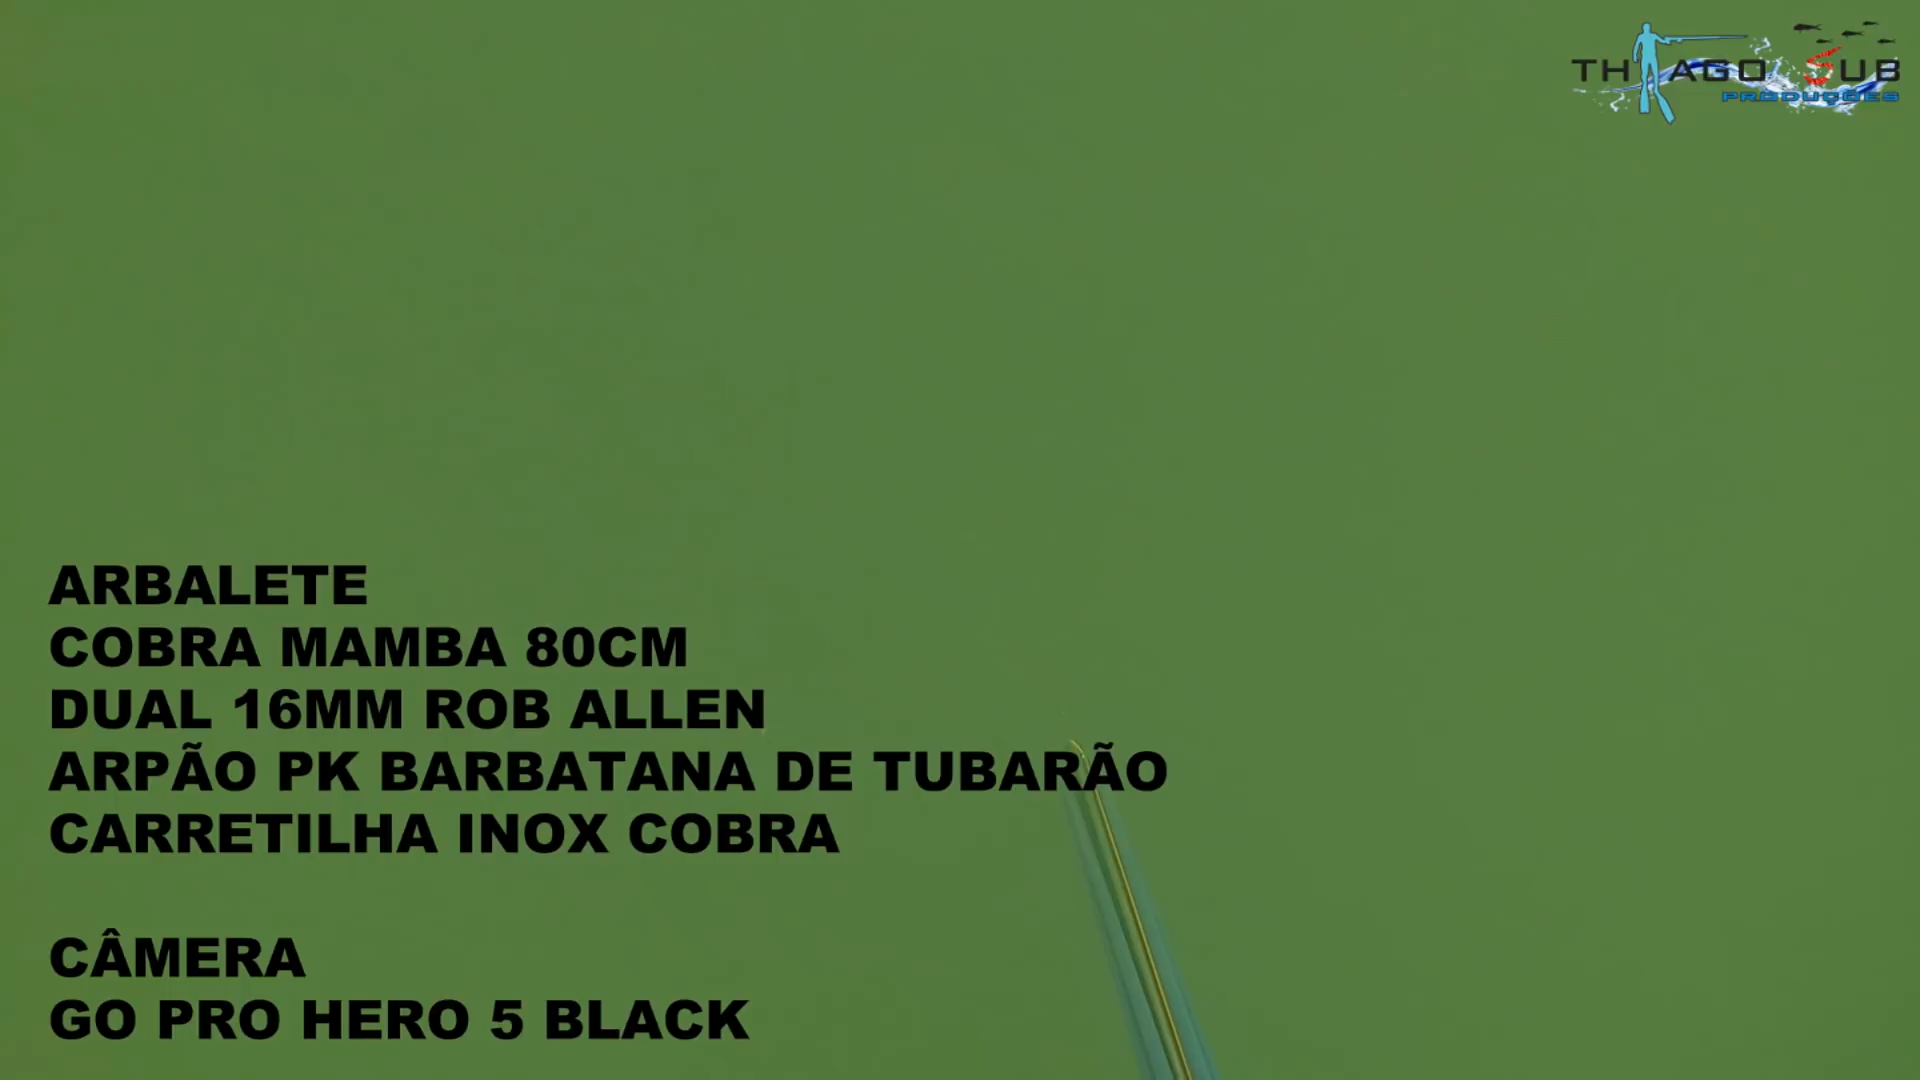 THIAGO SUB
PRODUÇÕES
ARBALETE
COBRA MAMBA 80CM
DUAL 16MM ROB ALLEN
ARPÃO PK BARBATANA DE TUBARÃO
CARRETILHA INOX COBRA
CÂMERA
GO PRO HERO 5 BLACK